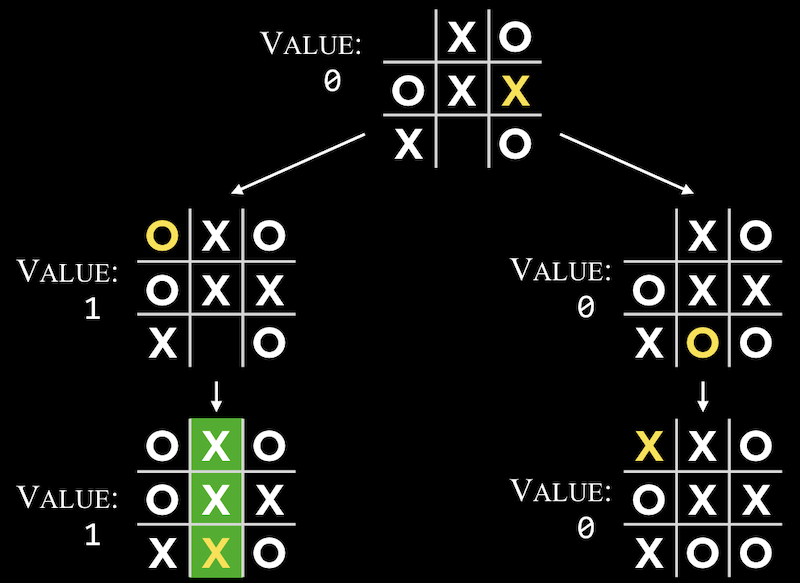 X O
VALUE:
0
O X X
X O
O X O
VALUE:
1
O X X
X O
X O
VALUE:
0
O X X
X O O
O X O
VALUE:
1
O X X
X X O
X X O
VALUE:
0
O X X
X O O